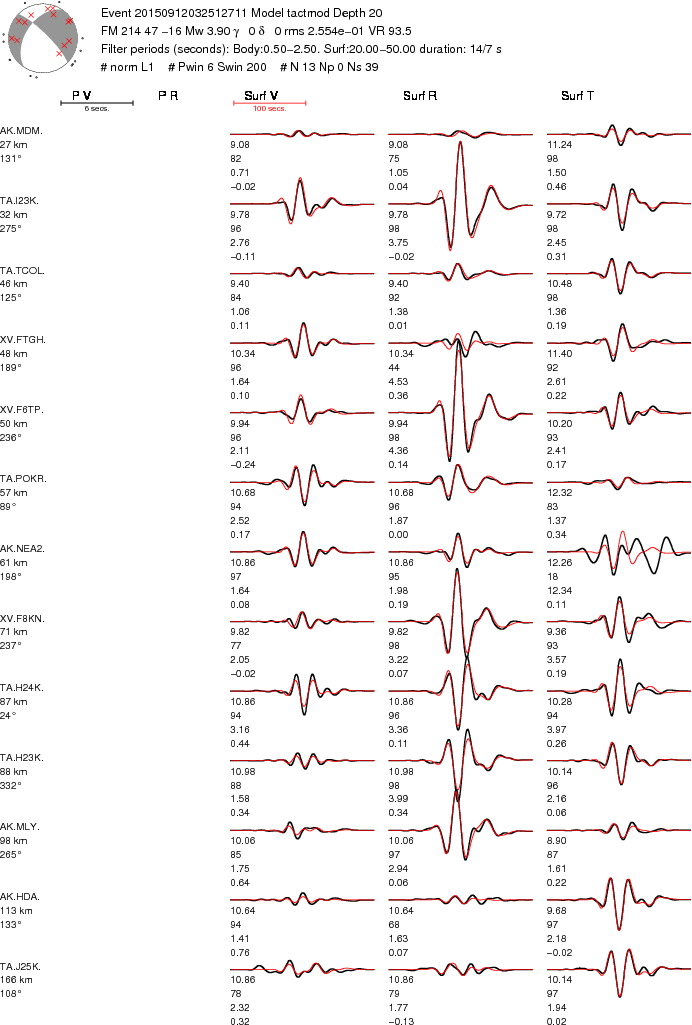 Event 20150912032512711 Model tactmod Depth 20
FM 214 47 −16 Mw 3.90 γ 0 δ 0 rms 2.554e−01 VR 93.5
Filter periods (seconds): Body:0.50−2.50. Surf:20.00−50.00 duration: 14/7 s
# norm L1 # Pwin 6 Swin 200 # N 13 Np 0 Ns 39
P V P R Surf V Surf R Surf T
6 secs. 100 secs.
AK.MDM.
27 km 9.08 9.08 11.24
131° 82 75 98
0.71 1.05 1.50
−0.02 0.04 0.46
TA.I23K.
32 km 9.78 9.78 9.72
275° 96 98 98
2.76 3.75 2.45
−0.11 −0.02 0.31
TA.TCOL.
46 km 9.40 9.40 10.48
125° 84 92 98
1.06 1.38 1.36
0.11 0.01 0.19
XV.FTGH.
48 km 10.34 10.34 11.40
189° 96 44 92
1.64 4.53 2.61
0.10 0.36 0.22
XV.F6TP.
50 km 9.94 9.94 10.20
236° 96 98 93
2.11 4.36 2.41
−0.24 0.14 0.17
TA.POKR.
57 km 10.68 10.68 12.32
89° 94 96 83
2.52 1.87 1.37
0.17 0.00 0.34
AK.NEA2.
61 km 10.86 10.86 12.26
198° 97 95 18
1.64 1.98 12.34
0.08 0.19 0.11
XV.F8KN.
71 km 9.82 9.82 9.36
237° 77 98 93
2.05 3.22 3.57
−0.02 0.07 0.19
TA.H24K.
87 km 10.86 10.86 10.28
24° 94 96 94
3.16 3.36 3.97
0.44 0.11 0.26
TA.H23K.
88 km 10.98 10.98 10.14
332° 88 98 96
1.58 3.99 2.16
0.34 0.34 0.06
AK.MLY.
98 km 10.06 10.06 8.90
265° 85 97 87
1.75 2.94 1.61
0.64 0.06 0.22
AK.HDA.
113 km 10.64 10.64 9.68
133° 94 68 97
1.41 1.63 2.18
0.76 0.07 −0.02
TA.J25K.
166 km 10.86 10.86 10.14
108° 78 79 97
2.32 1.77 1.94
0.32 −0.13 0.02